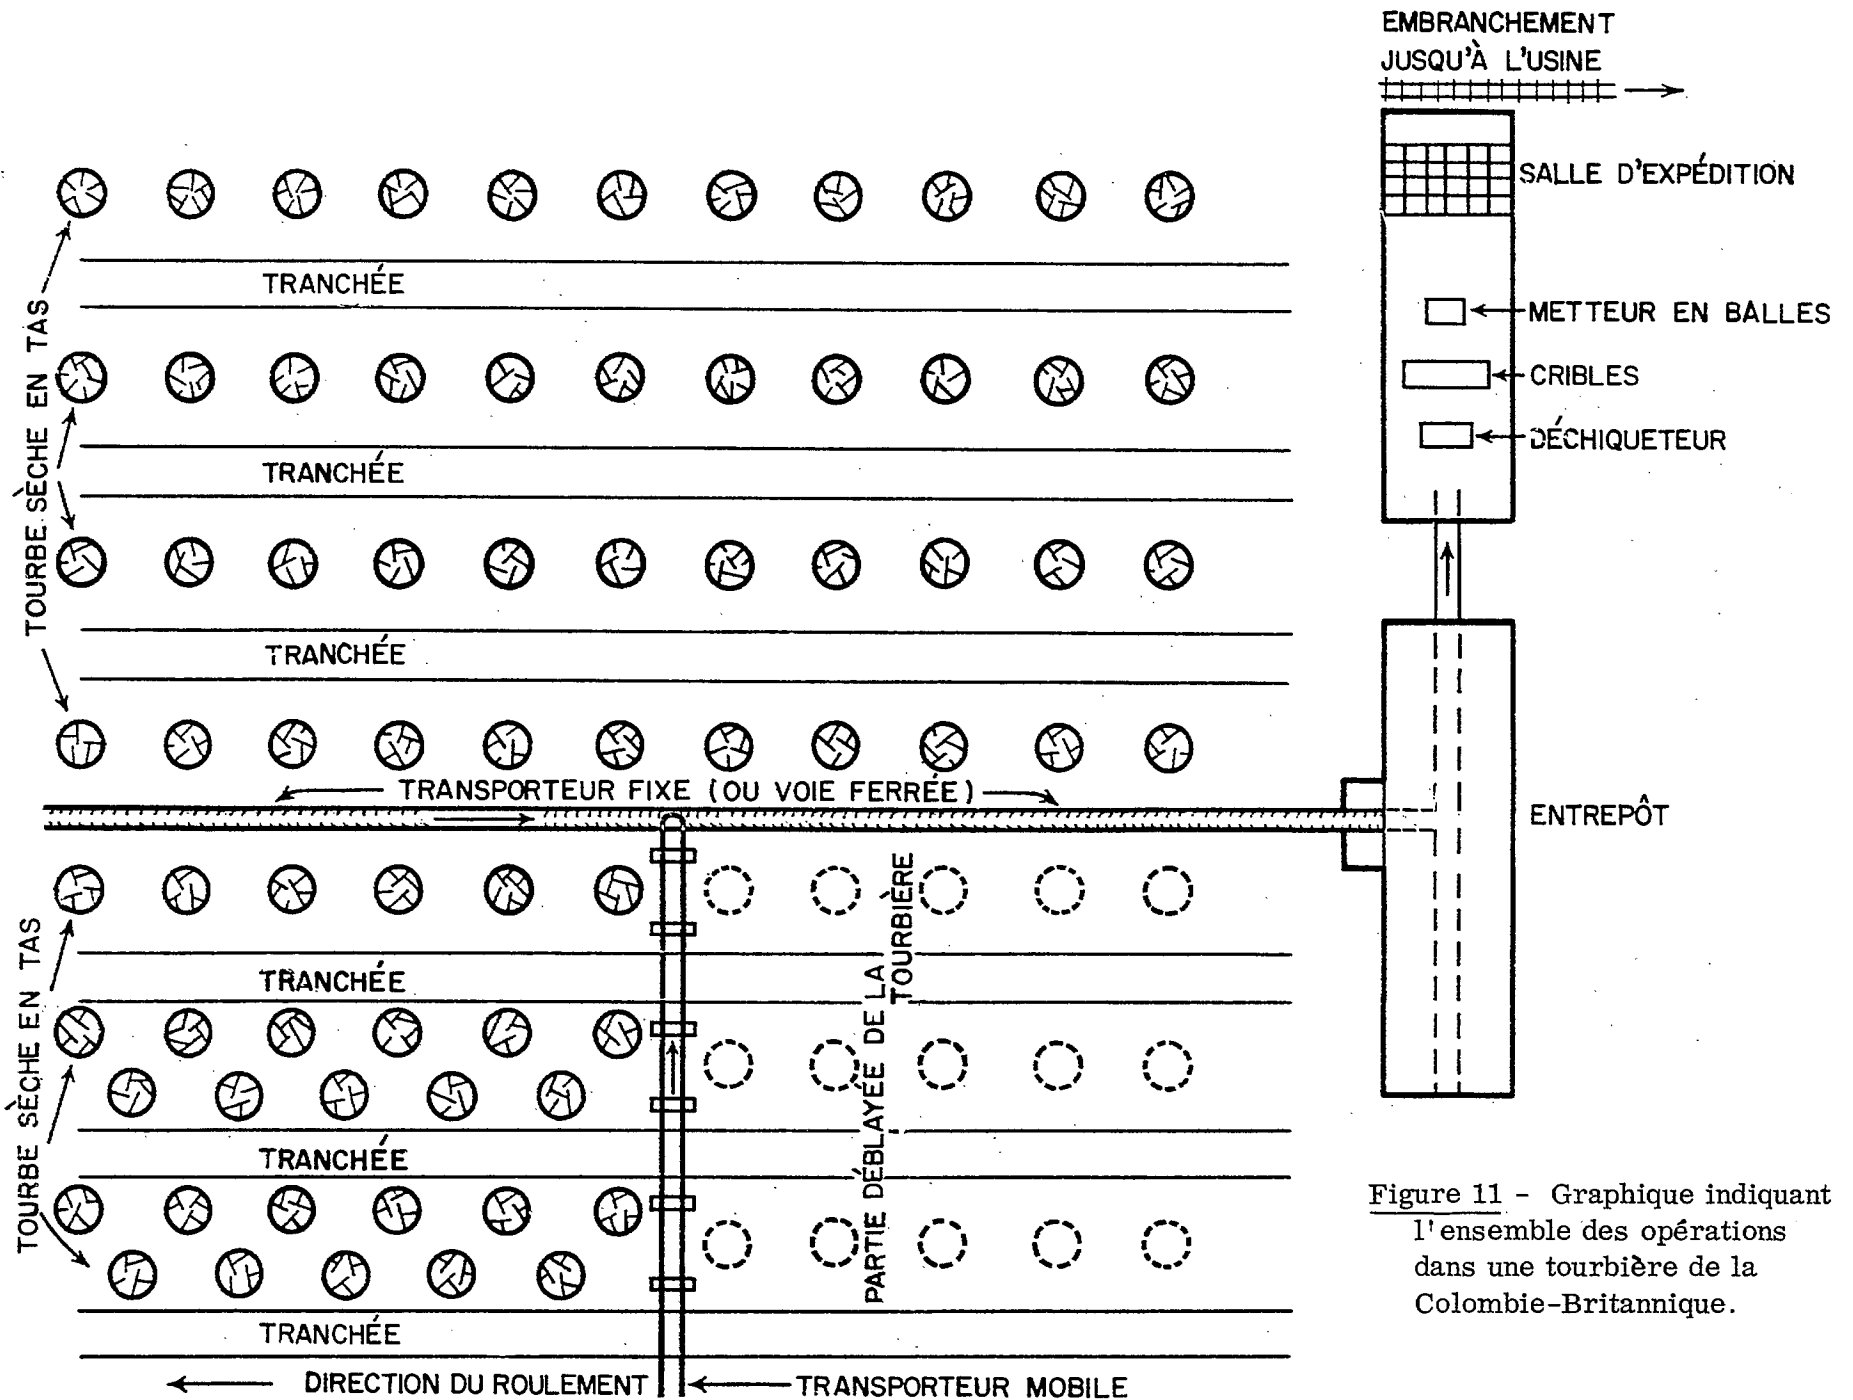 EMBRANCHEMENT
JUSQU'À L'USINE
SALLE D'EXPÉDITION
TRANCHÉE
METTEUR EN BALLES
CRIBLES
DÉCHIQUETEUR
TOURBE SÈCHE EN TAS
TRANCHÉE
TRANCHÉE
TRANSPORTEUR FIXE (OU VOIE FERRÉE)
ENTREPÔT
TOURBE SÈCHE EN TAS
TRANCHÉE
PARTIE DÉBLAYÉE DE LA
TOURBIÈRE
TRANCHÉE
TRANCHÉE
DIRECTION DU ROULEMENT
TRANSPORTEUR MOBILE
Figure 11 - Graphique indiquant
l'ensemble des opérations
dans une tourbière de la
Colombie-Britannique.